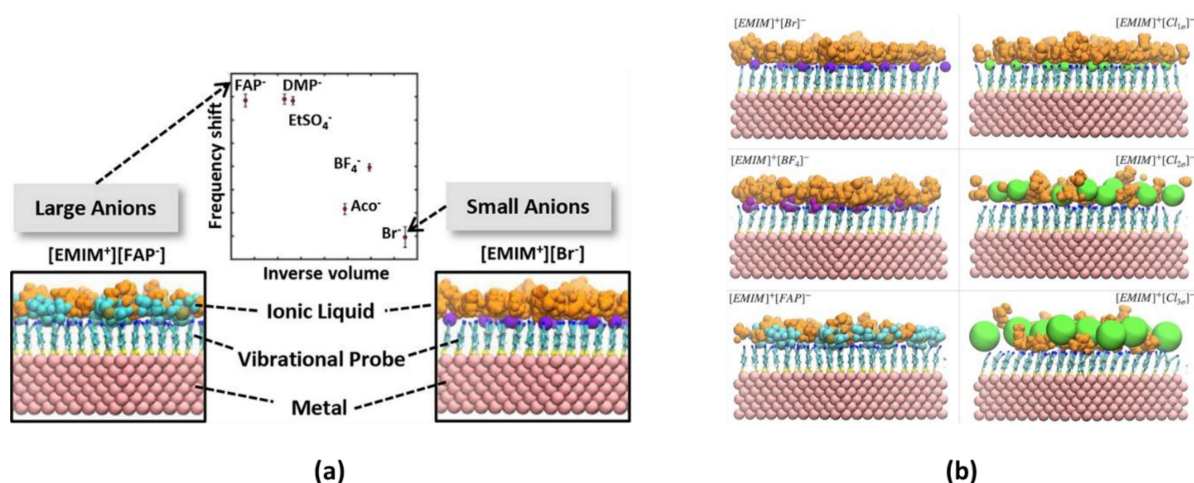 FAP⁻ DMP⁻
EtSO₄⁻
BF₄⁻
Aco⁻
Br⁻
Frequency shift
Inverse volume
Large Anions
Small Anions
[EMIM⁺][FAP⁻]
[EMIM⁺][Br⁻]
Ionic Liquid
Vibrational Probe
Metal
(a)
[EMIM]⁺[Br]⁻
[EMIM]⁺[Cl₁σ]⁻
[EMIM]⁺[BF₄]⁻
[EMIM]⁺[Cl₂σ]⁻
[EMIM]⁺[FAP]⁻
[EMIM]⁺[Cl₃σ]⁻
(b)